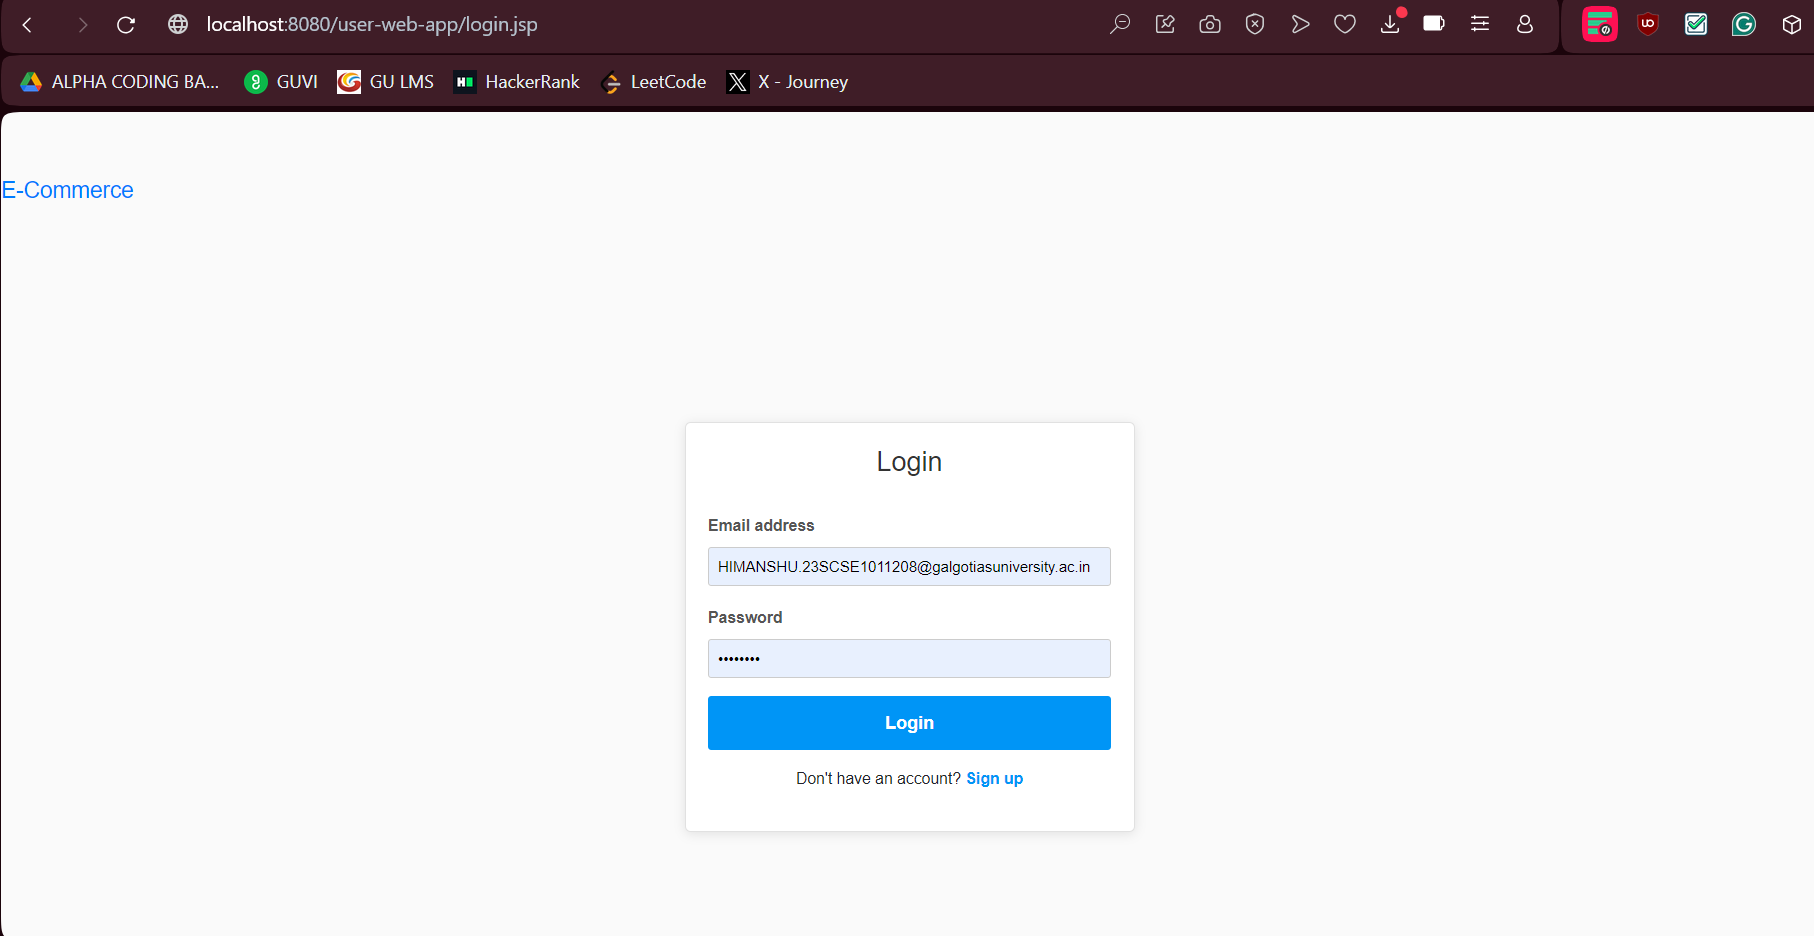 localhost:8080/user-web-app/login.jsp
ALPHA CODING BA... GUVI GU LMS HackerRank LeetCode X - Journey
E-Commerce
Login
Email address
HIMANSHU.23SCSE1011208@galgotiasuniversity.ac.in
Password
••••••••
Login
Don't have an account? Sign up